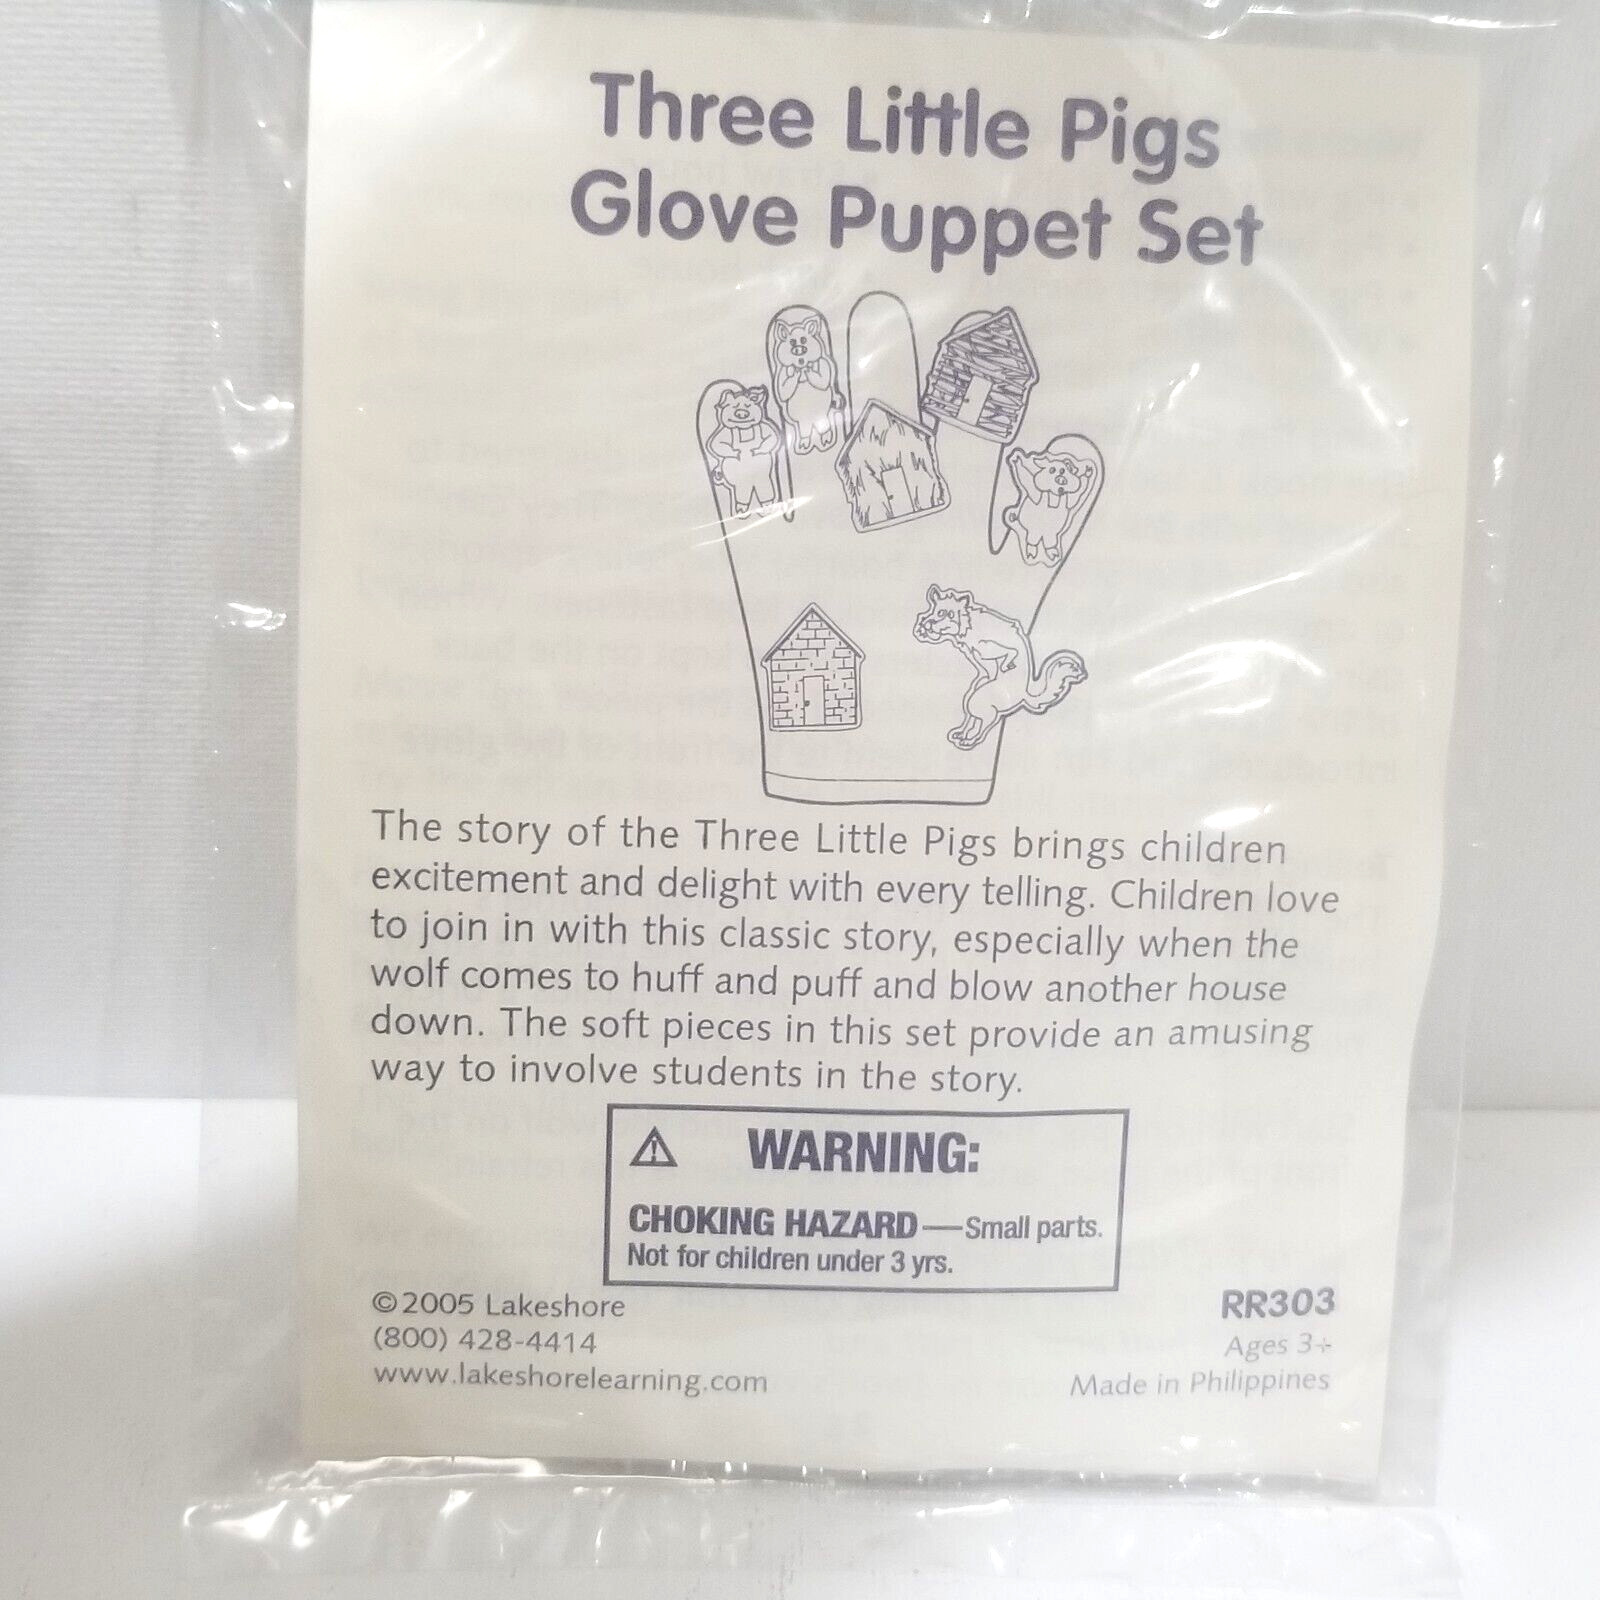 Three Little Pigs
Glove Puppet Set
The story of the Three Little Pigs brings children
excitement and delight with every telling. Children love
to join in with this classic story, especially when the
wolf comes to huff and puff and blow another house
down. The soft pieces in this set provide an amusing
way to involve students in the story.
WARNING:
CHOKING HAZARD—Small parts.
Not for children under 3 yrs.
©2005 Lakeshore
(800) 428-4414
www.lakeshorelearning.com
RR303
Ages 3+
Made in Philippines